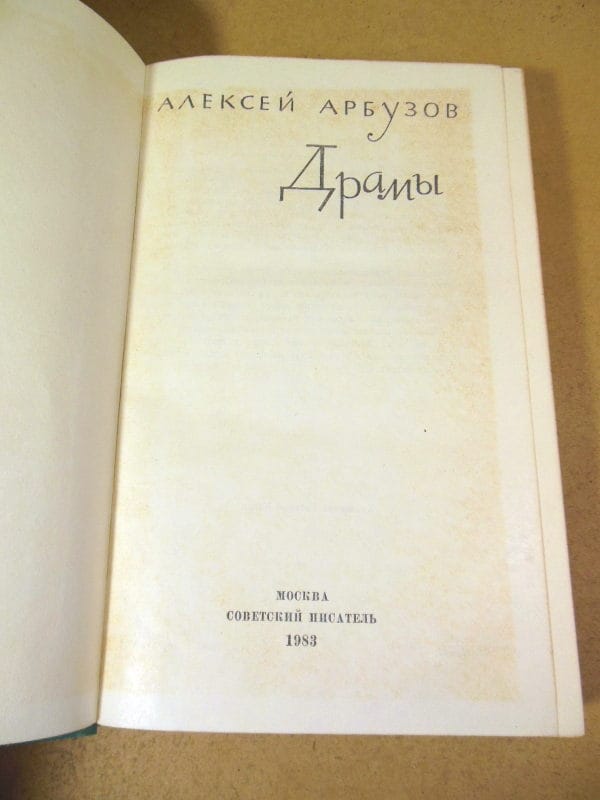 АЛЕКСЕЙ АРБУЗОВ
Драмы
МОСКВА
СОВЕТСКИЙ ПИСАТЕЛЬ
1983